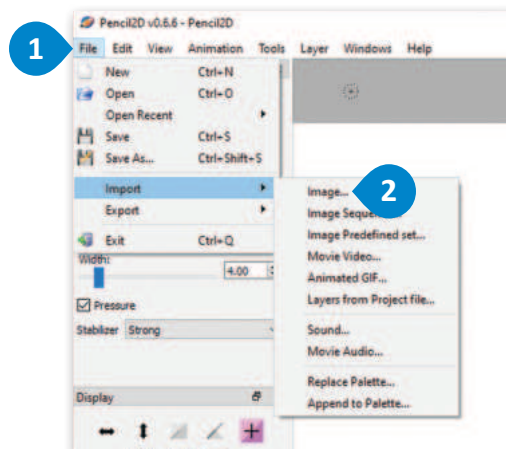 Pencil2D v0.6.6 - Pencil2D
1
File Edit View Animation Tools Layer Windows Help
New Ctrl+N
Open Ctrl+O
Open Recent
Save Ctrl+S
Save As... Ctrl+Shift+S
Import
Export
Exit Ctrl+Q
Image...
2
Image Seque
Image Predefined set...
Movie Video...
Animated GIF...
Layers from Project file...
Sound...
Movie Audio...
Replace Palette...
Append to Palette...
Width:
4.00
Pressure
Stabilizer Strong
Display